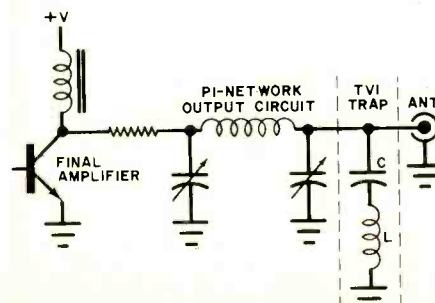 +V
PI-NETWORK
OUTPUT CIRCUIT
TVI
TRAP
ANT
FINAL
AMPLIFIER
C
L